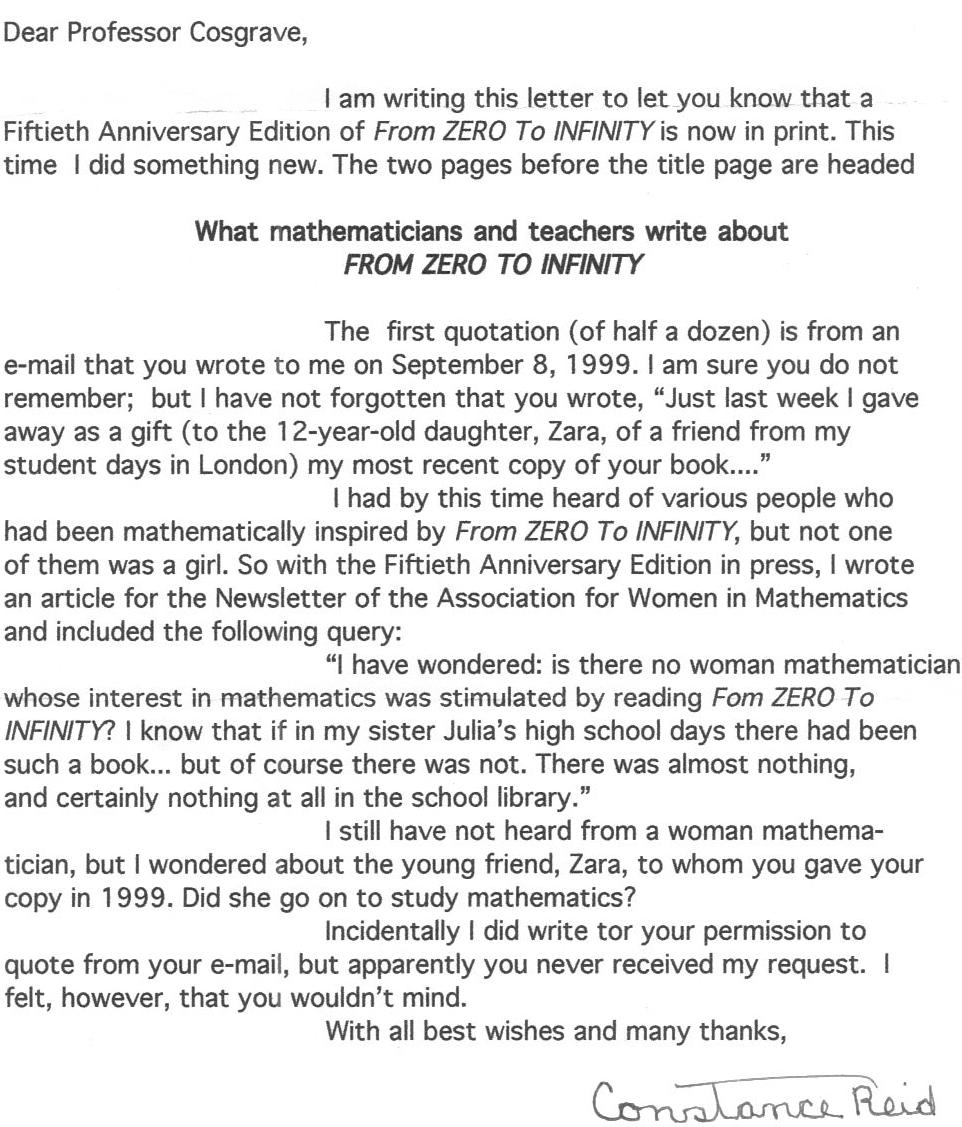 Dear Professor Cosgrave,
I am writing this letter to let you know that a
Fiftieth Anniversary Edition of From ZERO To INFINITY is now in print. This
time I did something new. The two pages before the title page are headed
What mathematicians and teachers write about
FROM ZERO TO INFINITY
The first quotation (of half a dozen) is from an
e-mail that you wrote to me on September 8, 1999. I am sure you do not
remember; but I have not forgotten that you wrote, “Just last week I gave
away as a gift (to the 12-year-old daughter, Zara, of a friend from my
student days in London) my most recent copy of your book....”
I had by this time heard of various people who
had been mathematically inspired by From ZERO To INFINITY, but not one
of them was a girl. So with the Fiftieth Anniversary Edition in press, I wrote
an article for the Newsletter of the Association for Women in Mathematics
and included the following query:
“I have wondered: is there no woman mathematician
whose interest in mathematics was stimulated by reading Fom ZERO To
INFINITY? I know that if in my sister Julia’s high school days there had been
such a book... but of course there was not. There was almost nothing,
and certainly nothing at all in the school library.”
I still have not heard from a woman mathema-
tician, but I wondered about the young friend, Zara, to whom you gave your
copy in 1999. Did she go on to study mathematics?
Incidentally I did write tor your permission to
quote from your e-mail, but apparently you never received my request. I
felt, however, that you wouldn’t mind.
With all best wishes and many thanks,
Constance Reid